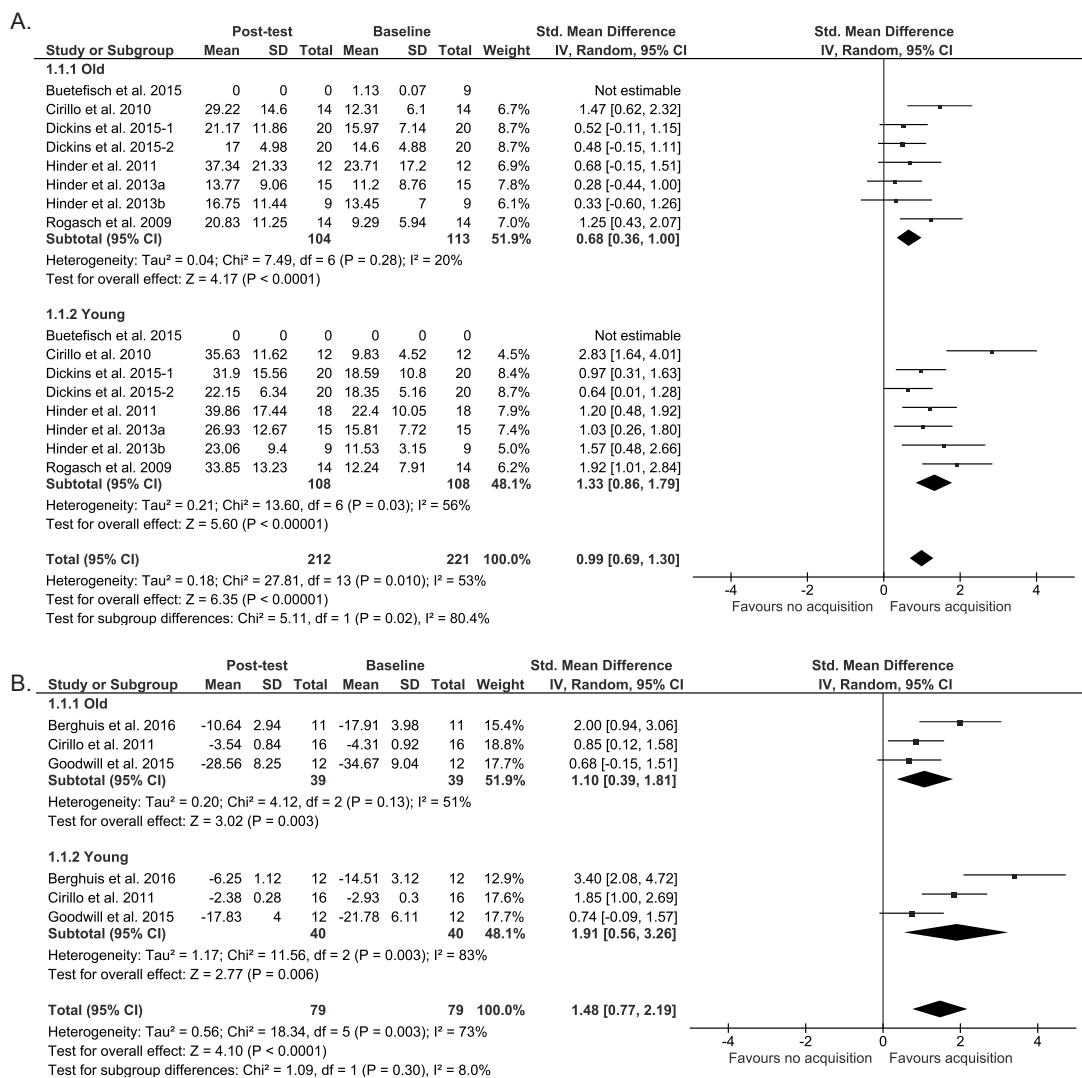 A.
Post-test Baseline Std. Mean Difference Std. Mean Difference
Study or Subgroup Mean SD Total Mean SD Total Weight IV, Random, 95% CI IV, Random, 95% CI
1.1.1 Old
Buetefisch et al. 2015 0 0 0 1.13 0.07 9 Not estimable
Cirillo et al. 2010 29.22 14.6 14 12.31 6.1 14 6.7% 1.47 [0.62, 2.32]
Dickins et al. 2015-1 21.17 11.86 20 15.97 7.14 20 8.7% 0.52 [-0.11, 1.15]
Dickins et al. 2015-2 17 4.98 20 14.6 4.88 20 8.7% 0.48 [-0.15, 1.11]
Hinder et al. 2011 37.34 21.33 12 23.71 17.2 12 6.9% 0.68 [-0.15, 1.51]
Hinder et al. 2013a 13.77 9.06 15 11.2 8.76 15 7.8% 0.28 [-0.44, 1.00]
Hinder et al. 2013b 16.75 11.44 9 13.45 7 9 6.1% 0.33 [-0.60, 1.26]
Rogasch et al. 2009 20.83 11.25 14 9.29 5.94 14 7.0% 1.25 [0.43, 2.07]
Subtotal (95% CI) 104 113 51.9% 0.68 [0.36, 1.00]
Heterogeneity: Tau² = 0.04; Chi² = 7.49, df = 6 (P = 0.28); I² = 20%
Test for overall effect: Z = 4.17 (P < 0.0001)
1.1.2 Young
Buetefisch et al. 2015 0 0 0 0 0 0 Not estimable
Cirillo et al. 2010 35.63 11.62 12 9.83 4.52 12 4.5% 2.83 [1.64, 4.01]
Dickins et al. 2015-1 31.9 15.56 20 18.59 10.8 20 8.4% 0.97 [0.31, 1.63]
Dickins et al. 2015-2 22.15 6.34 20 18.35 5.16 20 8.7% 0.64 [0.01, 1.28]
Hinder et al. 2011 39.86 17.44 18 22.4 10.05 18 7.9% 1.20 [0.48, 1.92]
Hinder et al. 2013a 26.93 12.67 15 15.81 7.72 15 7.4% 1.03 [0.26, 1.80]
Hinder et al. 2013b 23.06 9.4 9 11.53 3.15 9 5.0% 1.57 [0.48, 2.66]
Rogasch et al. 2009 33.85 13.23 14 12.24 7.91 14 6.2% 1.92 [1.01, 2.84]
Subtotal (95% CI) 108 108 48.1% 1.33 [0.86, 1.79]
Heterogeneity: Tau² = 0.21; Chi² = 13.60, df = 6 (P = 0.03); I² = 56%
Test for overall effect: Z = 5.60 (P < 0.00001)
Total (95% CI) 212 221 100.0% 0.99 [0.69, 1.30]
Heterogeneity: Tau² = 0.18; Chi² = 27.81, df = 13 (P = 0.010); I² = 53%
Test for overall effect: Z = 6.35 (P < 0.00001)
Test for subgroup differences: Chi² = 5.11, df = 1 (P = 0.02), I² = 80.4%
-4 -2 0 2 4
Favours no acquisition Favours acquisition
B.
Post-test Baseline Std. Mean Difference Std. Mean Difference
Study or Subgroup Mean SD Total Mean SD Total Weight IV, Random, 95% CI IV, Random, 95% CI
1.1.1 Old
Berghuis et al. 2016 -10.64 2.94 11 -17.91 3.98 11 15.4% 2.00 [0.94, 3.06]
Cirillo et al. 2011 -3.54 0.84 16 -4.31 0.92 16 18.8% 0.85 [0.12, 1.58]
Goodwill et al. 2015 -28.56 8.25 12 -34.67 9.04 12 17.7% 0.68 [-0.15, 1.51]
Subtotal (95% CI) 39 39 51.9% 1.10 [0.39, 1.81]
Heterogeneity: Tau² = 0.20; Chi² = 4.12, df = 2 (P = 0.13); I² = 51%
Test for overall effect: Z = 3.02 (P = 0.003)
1.1.2 Young
Berghuis et al. 2016 -6.25 1.12 12 -14.51 3.12 12 12.9% 3.40 [2.08, 4.72]
Cirillo et al. 2011 -2.38 0.28 16 -2.93 0.3 16 17.6% 1.85 [1.00, 2.69]
Goodwill et al. 2015 -17.83 4 12 -21.78 6.11 12 17.7% 0.74 [-0.09, 1.57]
Subtotal (95% CI) 40 40 48.1% 1.91 [0.56, 3.26]
Heterogeneity: Tau² = 1.17; Chi² = 11.56, df = 2 (P = 0.003); I² = 83%
Test for overall effect: Z = 2.77 (P = 0.006)
Total (95% CI) 79 79 100.0% 1.48 [0.77, 2.19]
Heterogeneity: Tau² = 0.56; Chi² = 18.34, df = 5 (P = 0.003); I² = 73%
Test for overall effect: Z = 4.10 (P < 0.0001)
Test for subgroup differences: Chi² = 1.09, df = 1 (P = 0.30), I² = 8.0%
-4 -2 0 2 4
Favours no acquisition Favours acquisition